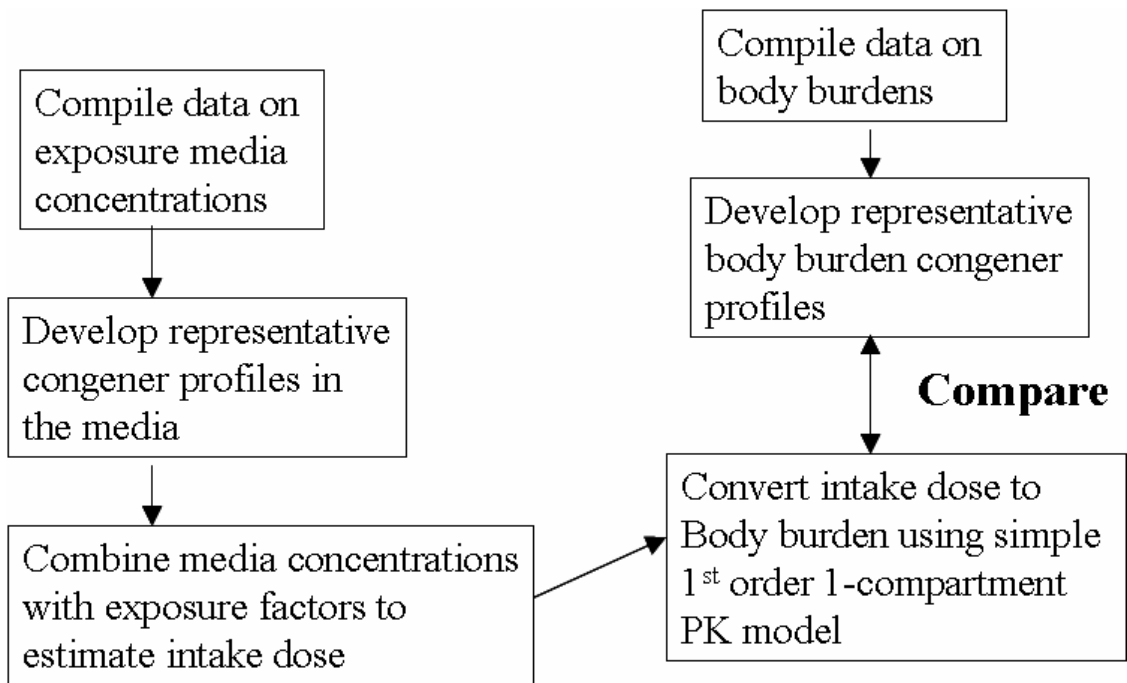 Compile data on
exposure media
concentrations
Develop representative
congener profiles in
the media
Combine media concentrations
with exposure factors to
estimate intake dose
Compile data on
body burdens
Develop representative
body burden congener
profiles
Compare
Convert intake dose to
Body burden using simple
1st order 1-compartment
PK model